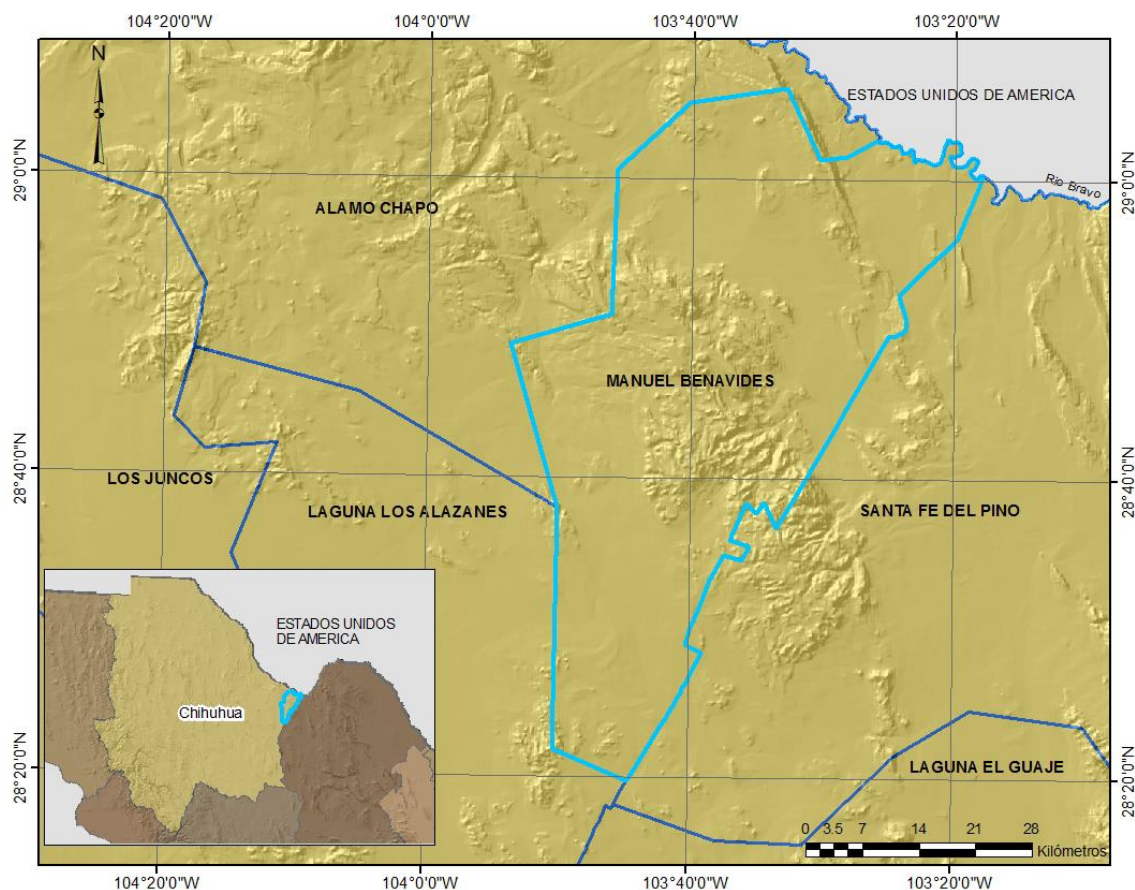 104°20'0"W
104°0'0"W
103°40'0"W
103°20'0"W
N
ESTADOS UNIDOS DE AMERICA
29°0'0"N
29°0'0"N
Rio Bravo
ALAMO CHAPO
MANUEL BENAVIDES
28°40'0"N
LOS JUNCOS
LAGUNA LOS ALAZANES
SANTA FE DEL PINO
28°40'0"N
ESTADOS UNIDOS
DE AMERICA
Chihuhua
28°20'0"N
LAGUNA EL GUAJE
28°20'0"N
0 3.5 7 14 21 28
Kilómetros
104°20'0"W
104°0'0"W
103°40'0"W
103°20'0"W